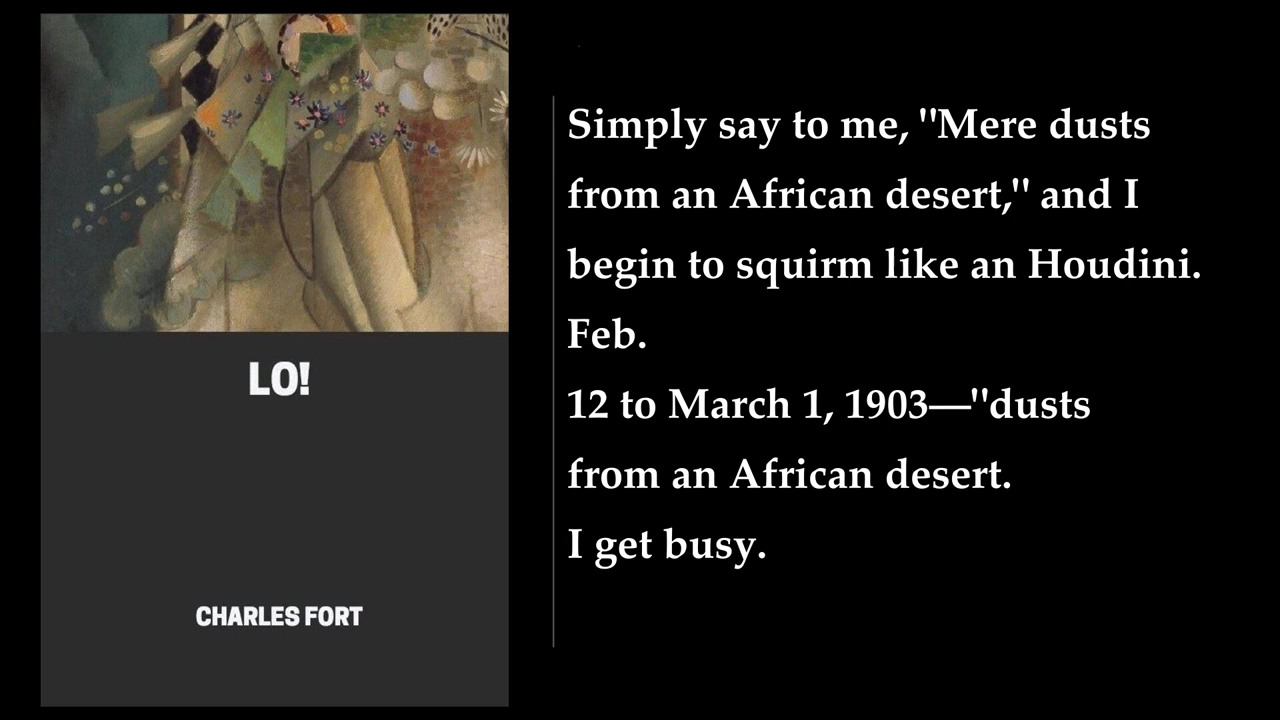 LO!
CHARLES FORT
Simply say to me, "Mere dusts
from an African desert," and I
begin to squirm like an Houdini.
Feb.
12 to March 1, 1903—"dusts
from an African desert.
I get busy.